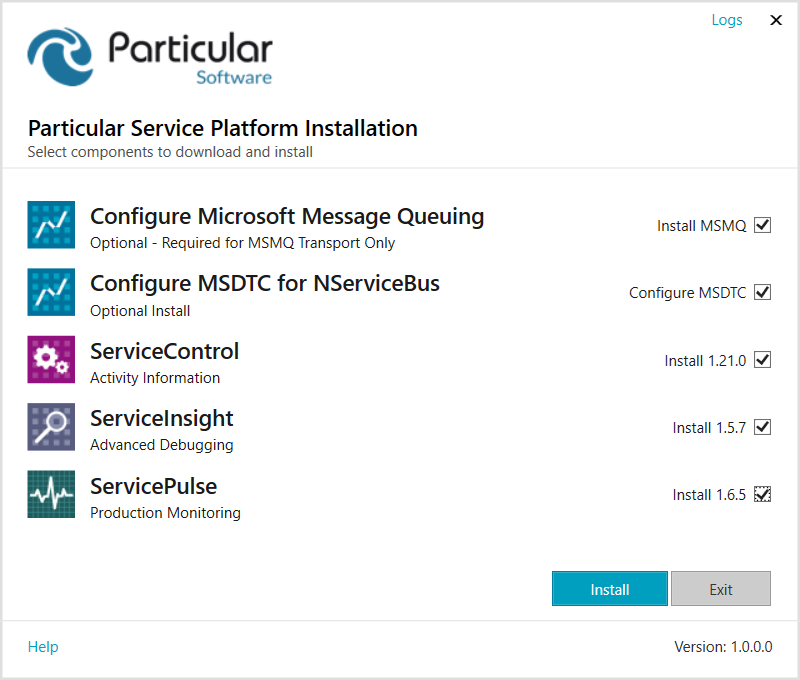 Logs
Particular
Software
Particular Service Platform Installation
Select components to download and install
Configure Microsoft Message Queuing
Optional - Required for MSMQ Transport Only
Install MSMQ
Configure MSDTC for NServiceBus
Optional Install
Configure MSDTC
ServiceControl
Activity Information
Install 1.21.0
ServiceInsight
Advanced Debugging
Install 1.5.7
ServicePulse
Production Monitoring
Install 1.6.5
Install
Exit
Help
Version: 1.0.0.0